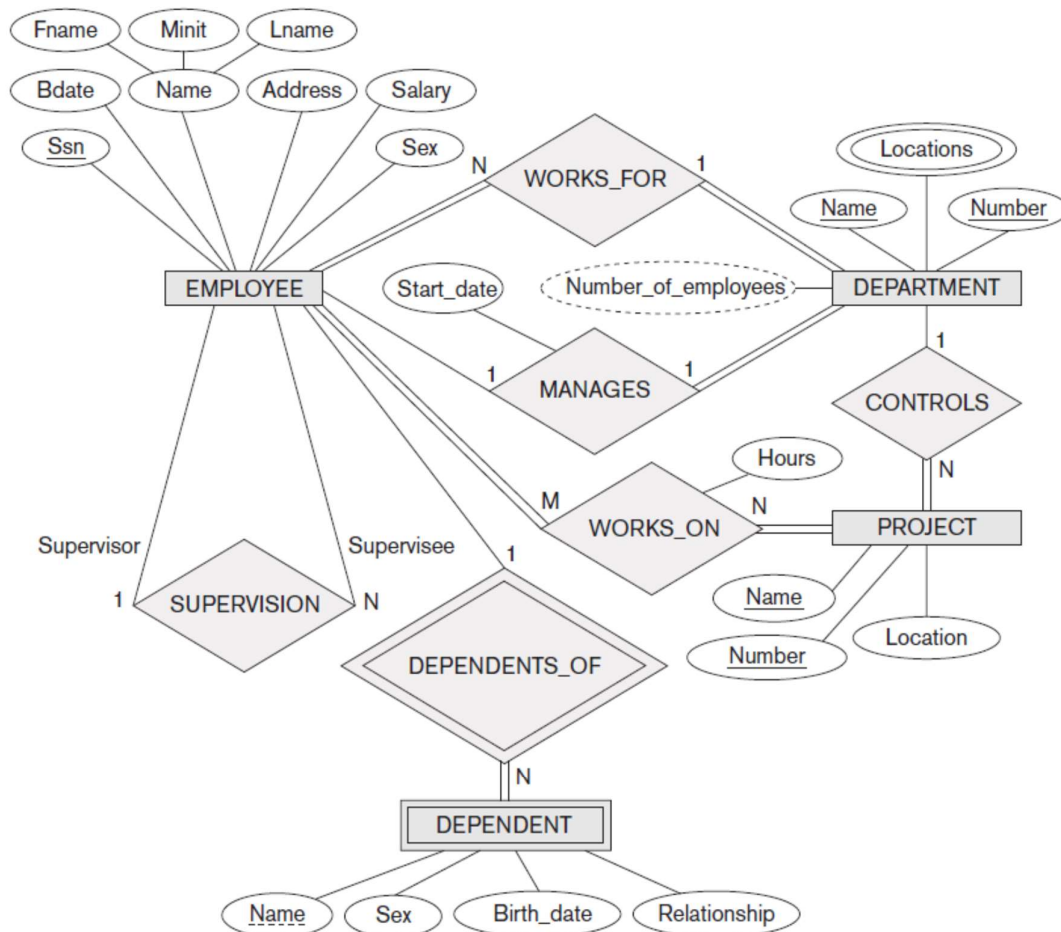 Fname
Minit
Lname
Bdate
Name
Address
Salary
Ssn
Sex
N
WORKS_FOR
1
Locations
Name
Number
EMPLOYEE
Start_date
Number_of_employees
DEPARTMENT
1
MANAGES
1
1
CONTROLS
N
Hours
M
WORKS_ON
N
PROJECT
Supervisor
Supervisee
1
SUPERVISION
N
1
Name
Number
Location
DEPENDENTS_OF
N
DEPENDENT
Name
Sex
Birth_date
Relationship